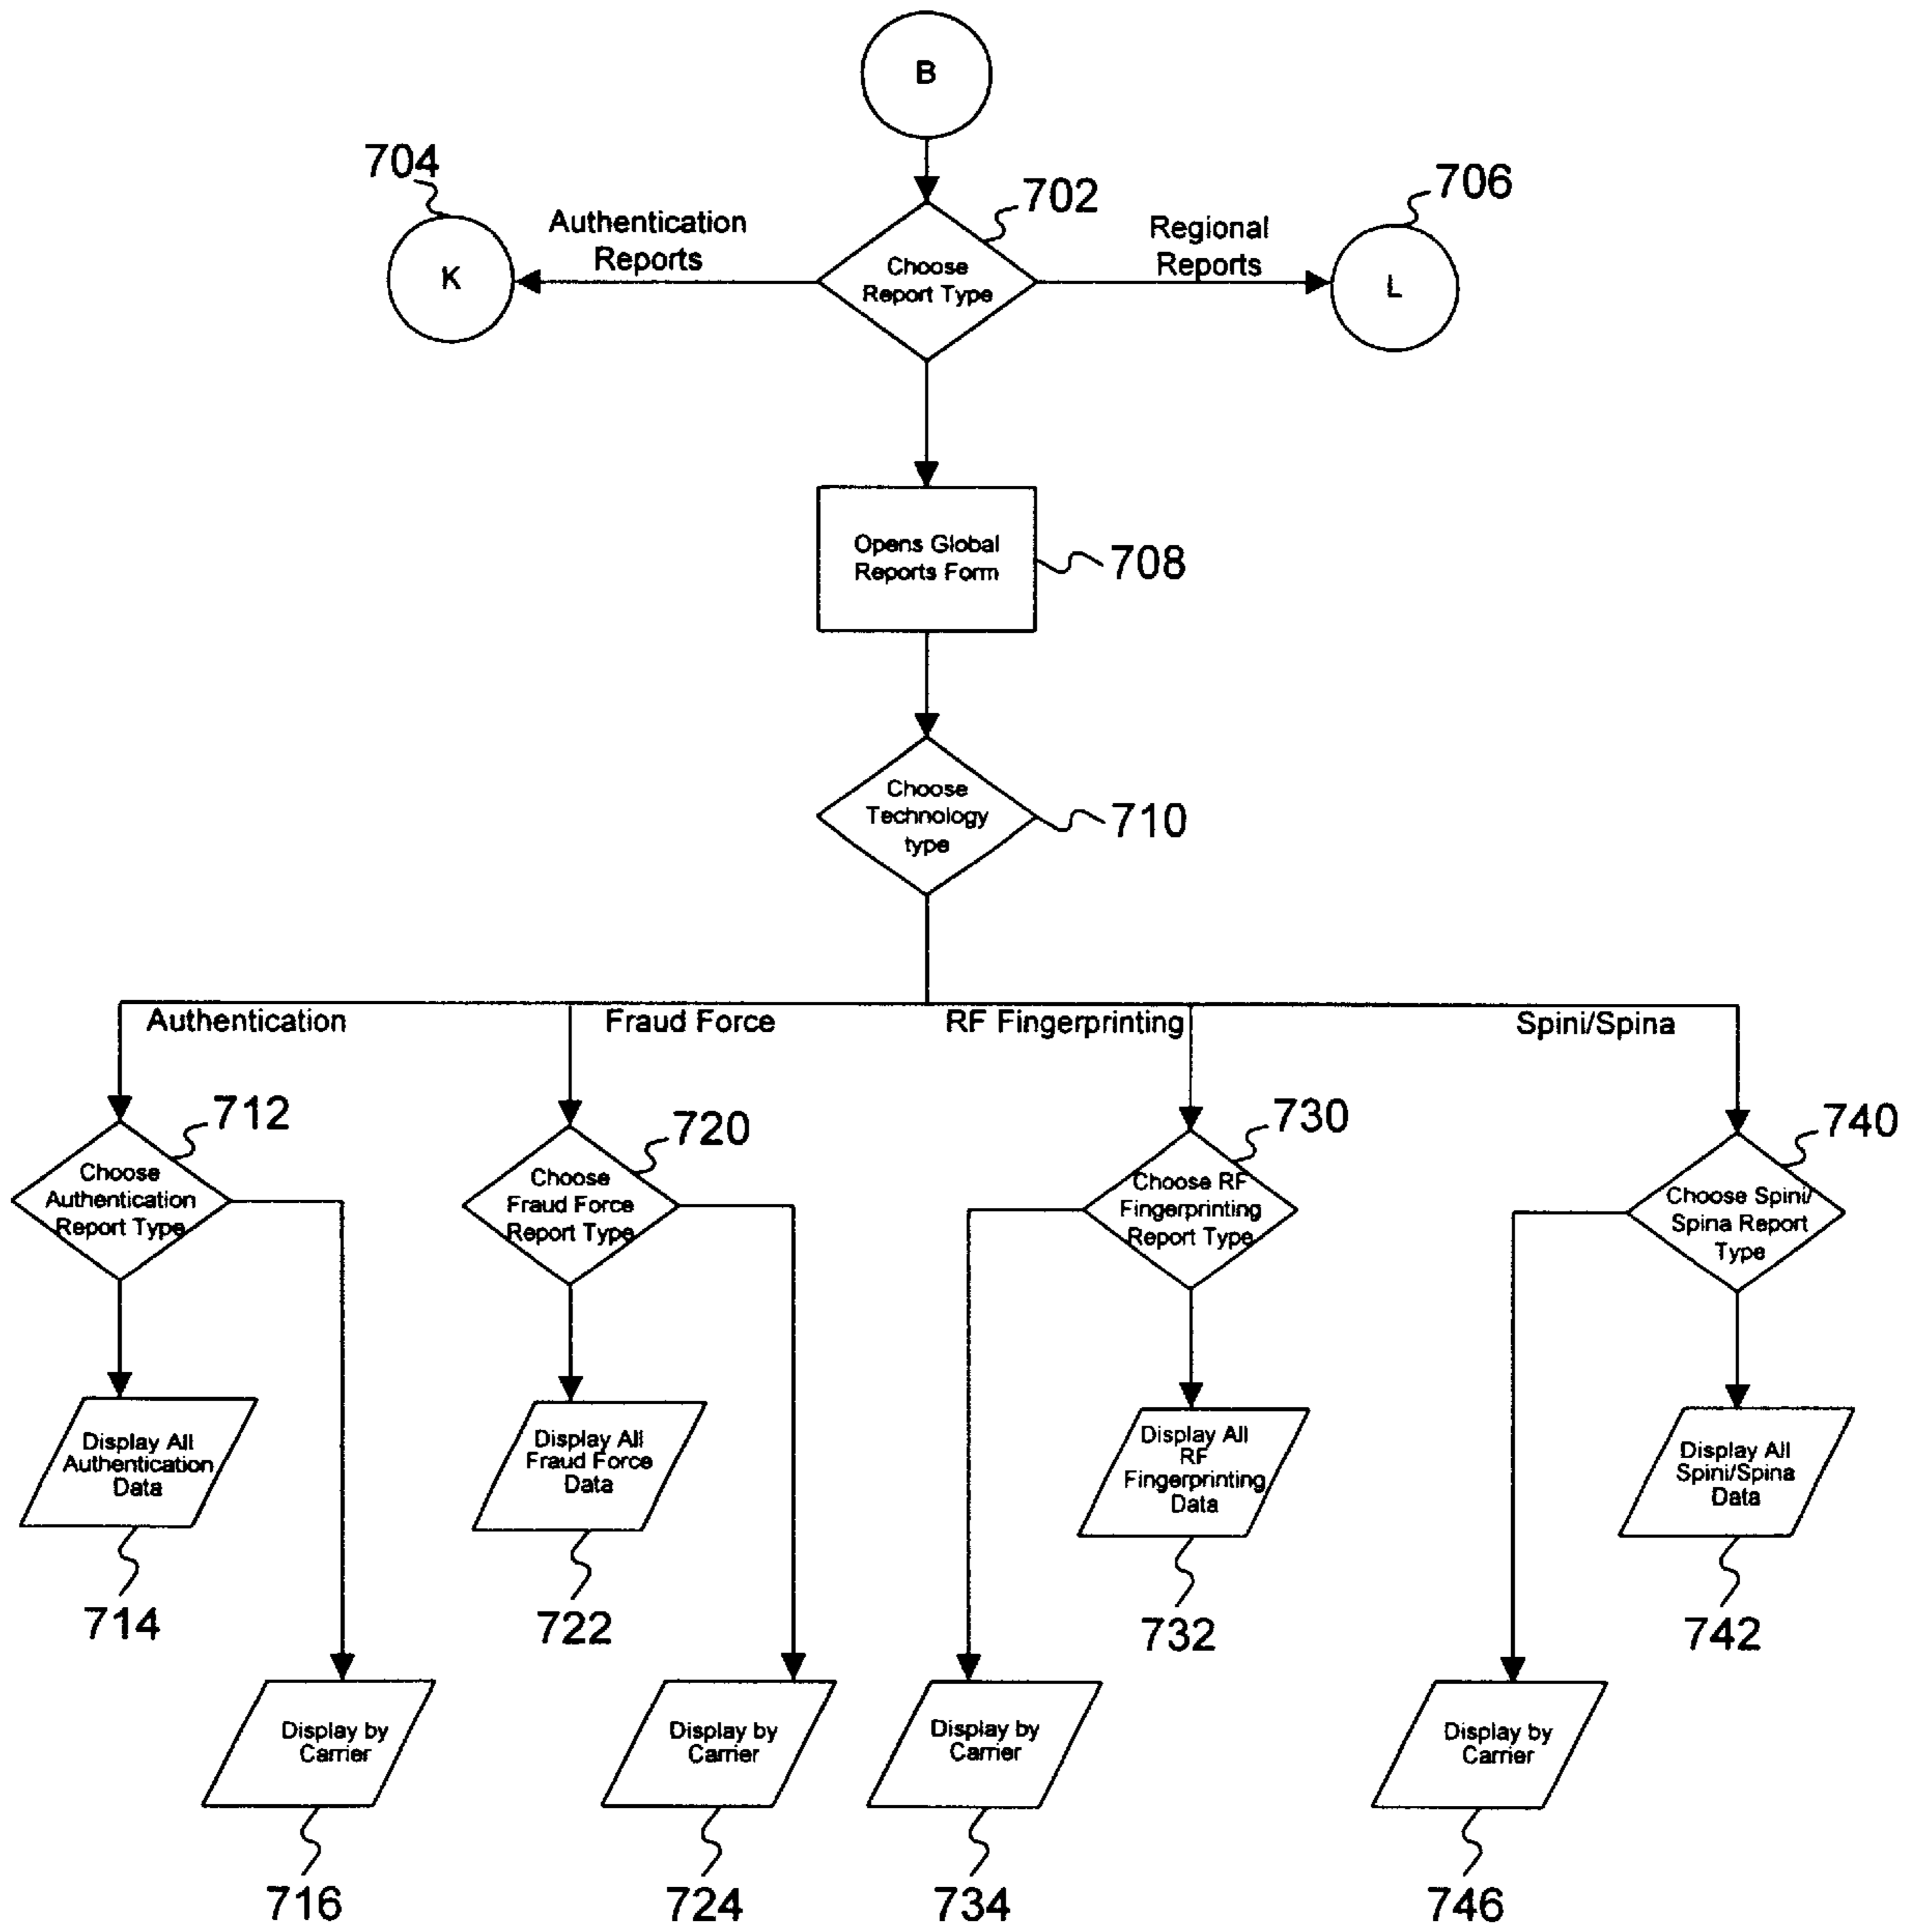 B
704
702
706
Authentication
Reports
Regional
Reports
K
Choose
Report Type
L
Opens Global
Reports Form
708
Choose
Technology
type
710
Authentication
Fraud Force
RF Fingerprinting
Spini/Spina
712
720
730
740
Choose
Authentication
Report Type
Choose
Fraud Force
Report Type
Choose RF
Fingerprinting
Report Type
Choose Spini/
Spina Report
Type
Display All
Authentication
Data
Display All
Fraud Force
Data
Display All
RF
Fingerprinting
Data
Display All
Spini/Spina
Data
714
722
732
742
Display by
Carrier
Display by
Carrier
Display by
Carrier
Display by
Carrier
716
724
734
746